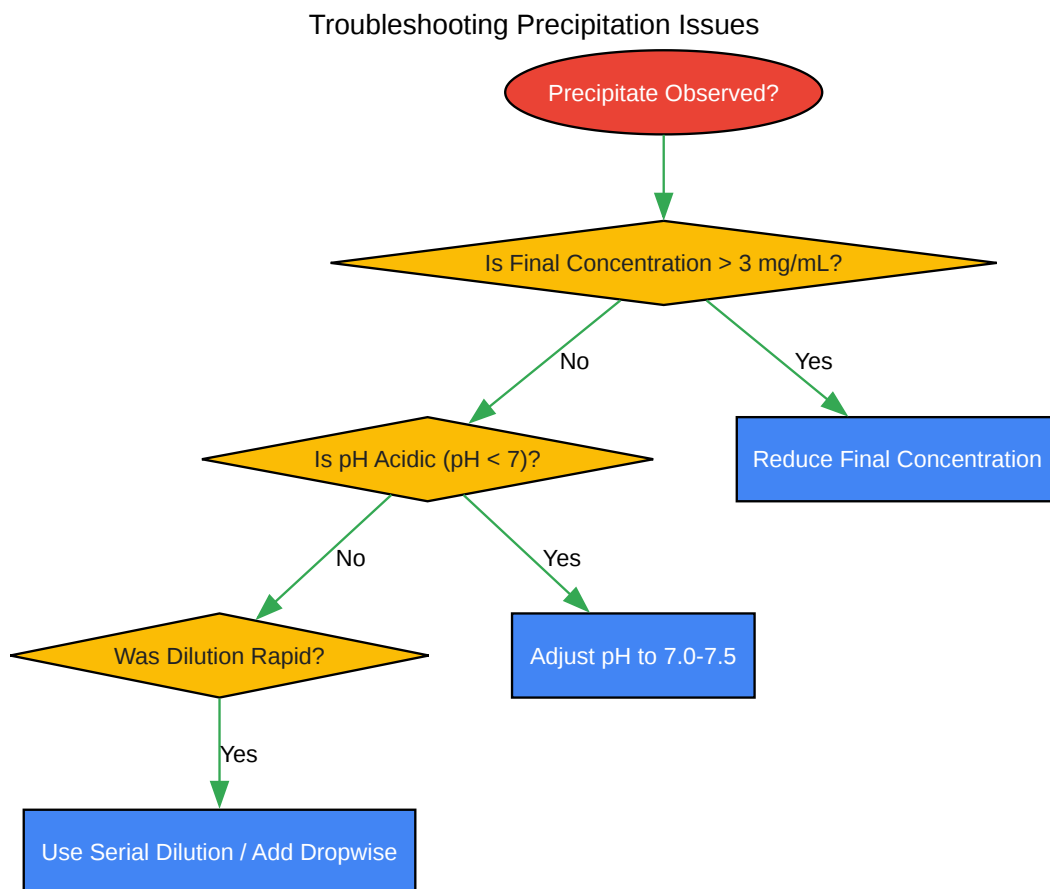 Troubleshooting Precipitation Issues
Precipitate Observed?
Is Final Concentration > 3 mg/mL?
No
Yes
Is pH Acidic (pH < 7)?
Reduce Final Concentration
No
Yes
Was Dilution Rapid?
Adjust pH to 7.0-7.5
Yes
Use Serial Dilution / Add Dropwise